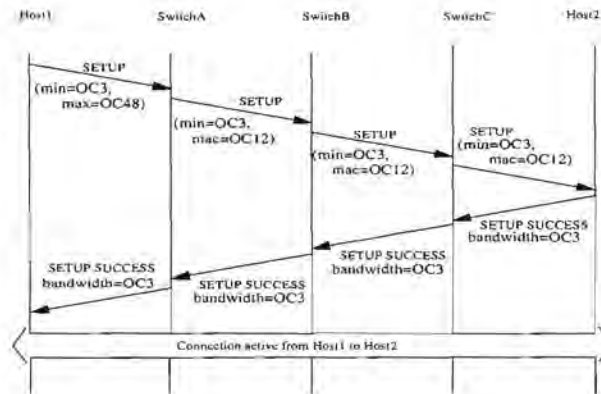 Host1 SwitchA SwitchB SwitchC Host2
SETUP
(min=OC3,
max=OC48)
SETUP
(min=OC3,
mac=OC12)
SETUP
(min=OC3,
mac=OC12)
SETUP
(min=OC3,
mac=OC12)
SETUP SUCCESS
bandwidth=OC3
SETUP SUCCESS
bandwidth=OC3
SETUP SUCCESS
bandwidth=OC3
SETUP SUCCESS
bandwidth=OC3
Connection active from Host1 to Host2